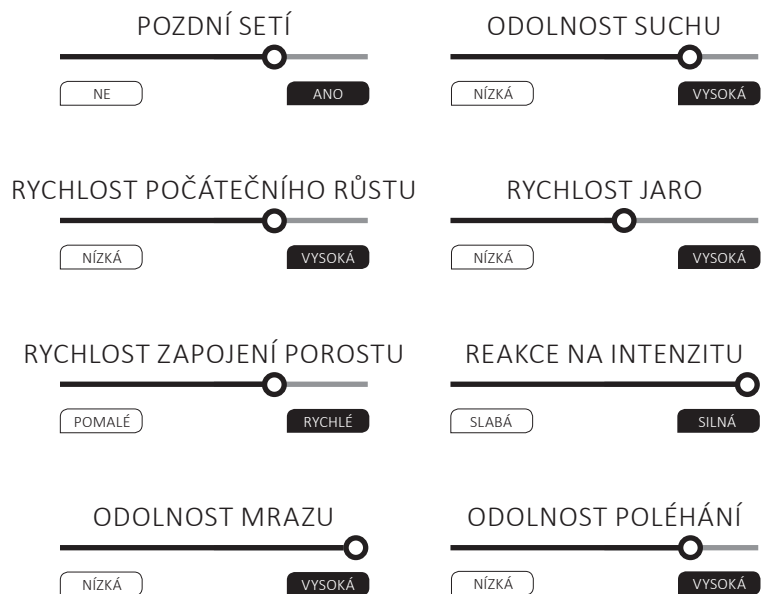 POZDNÍ SETÍ
NE ANO
ODOLNOST SUCHU
NÍZKÁ VYSOKÁ
RYCHLOST POČÁTEČNÍHO RŮSTU
NÍZKÁ VYSOKÁ
RYCHLOST JARO
NÍZKÁ VYSOKÁ
RYCHLOST ZAPOJENÍ POROSTU
POMALÉ RYCHLÉ
REAKCE NA INTENZITU
SLABÁ SILNÁ
ODOLNOST MRAZU
NÍZKÁ VYSOKÁ
ODOLNOST POLÉHÁNÍ
NÍZKÁ VYSOKÁ